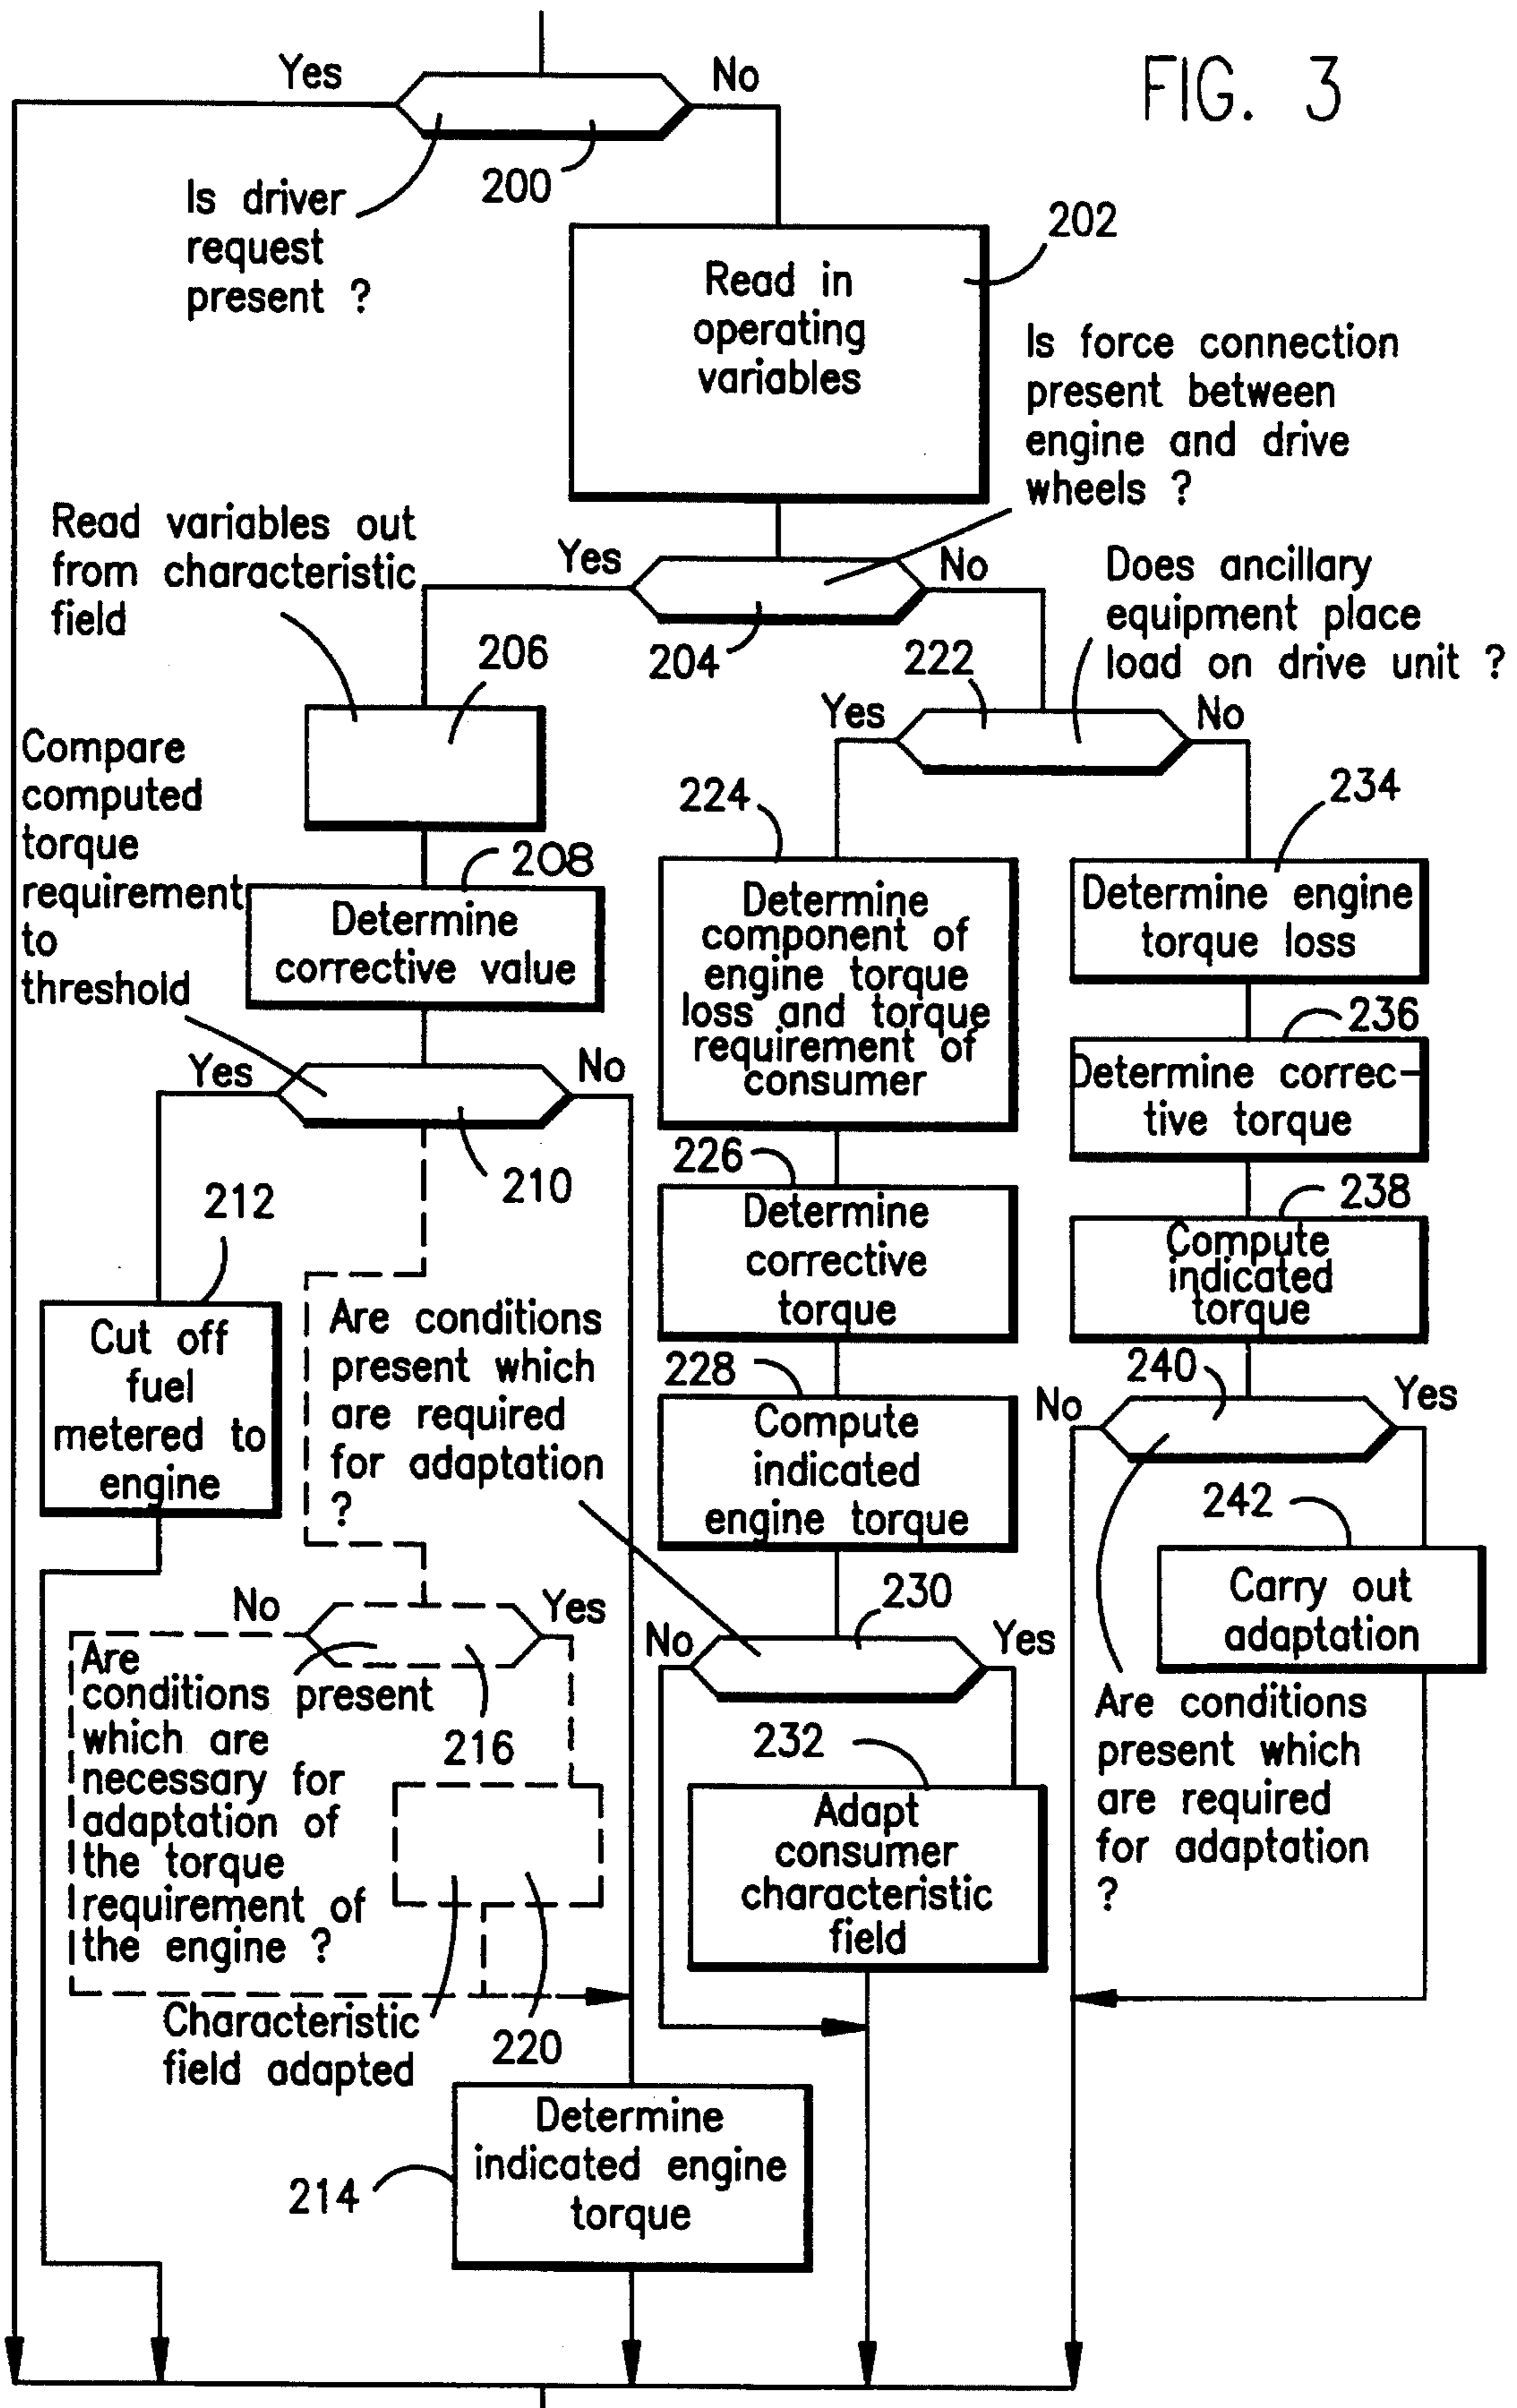 FIG. 3
Yes
No
200
Is driver
request
present ?
202
Read in
operating
variables
Is force connection
present between
engine and drive
wheels ?
Read variables out
from characteristic
field
Yes
No
204
Does ancillary
equipment place
load on drive unit ?
206
222
Yes
No
Compare
computed
torque
requirement
to
threshold
208
Determine
corrective value
224
Determine
component of
engine torque
loss and torque
requirement of
consumer
234
Determine engine
torque loss
236
Determine correc-
tive torque
Yes
No
210
226
Determine
corrective
torque
238
Compute
indicated
torque
212
Cut off
fuel
metered to
engine
Are conditions
present which
are required
for adaptation
?
228
Compute
indicated
engine torque
240
No
Yes
242
Carry out
adaptation
230
No
Yes
No
Yes
Are
conditions present
which are
necessary for
adaptation of
the torque
requirement of
the engine ?
216
232
Adapt
consumer
characteristic
field
Are conditions
present which
are required
for adaptation
?
Characteristic
field adapted
220
214
Determine
indicated engine
torque